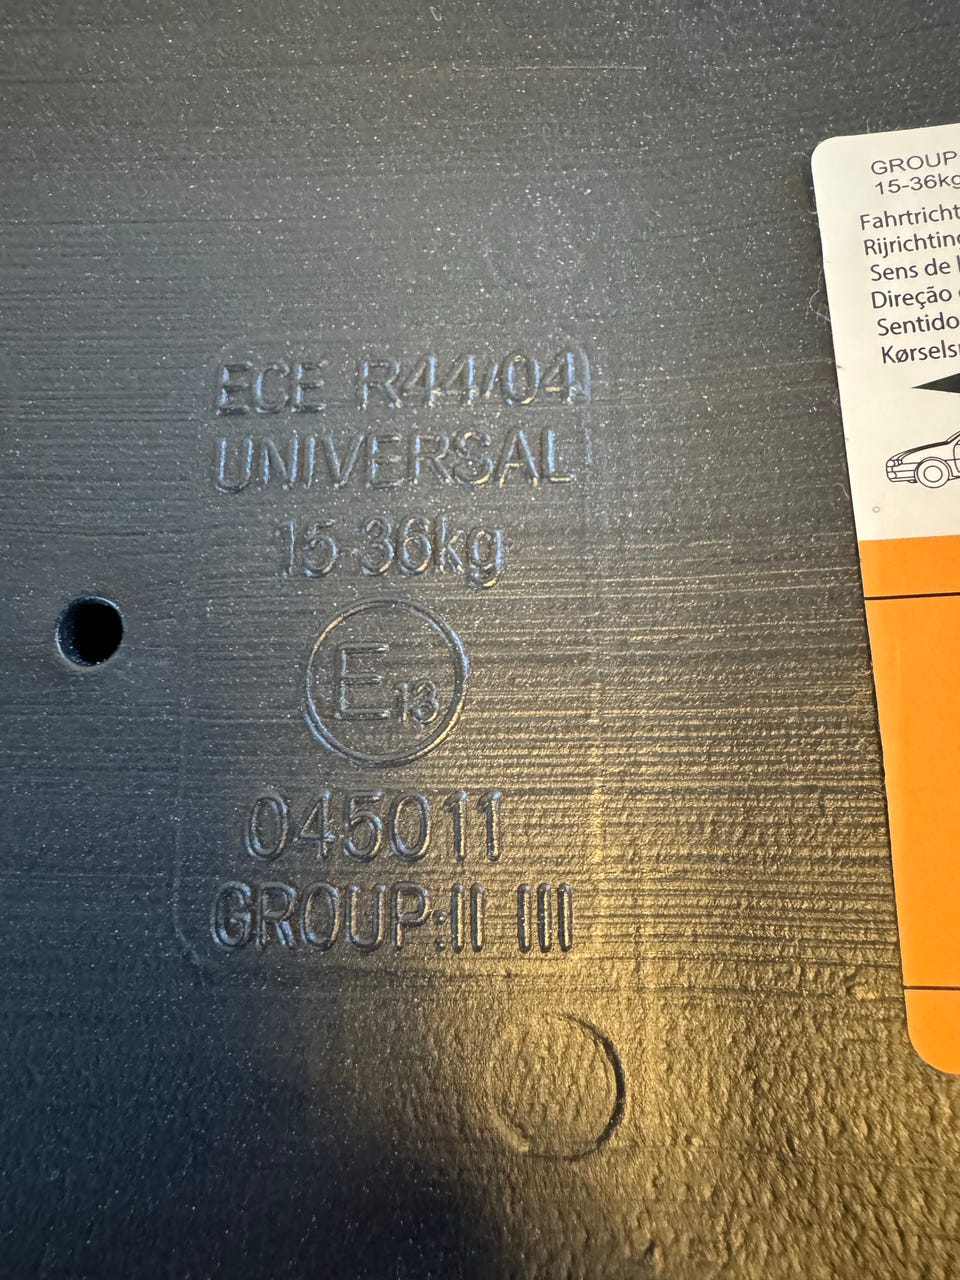 ECE R44/04
UNIVERSAL
15-36kg
E13
045011
GROUP:II III
GROUP
15-36kg
Fahrtricht
Rijrichting
Sens de
Direção
Sentido
Kørsels